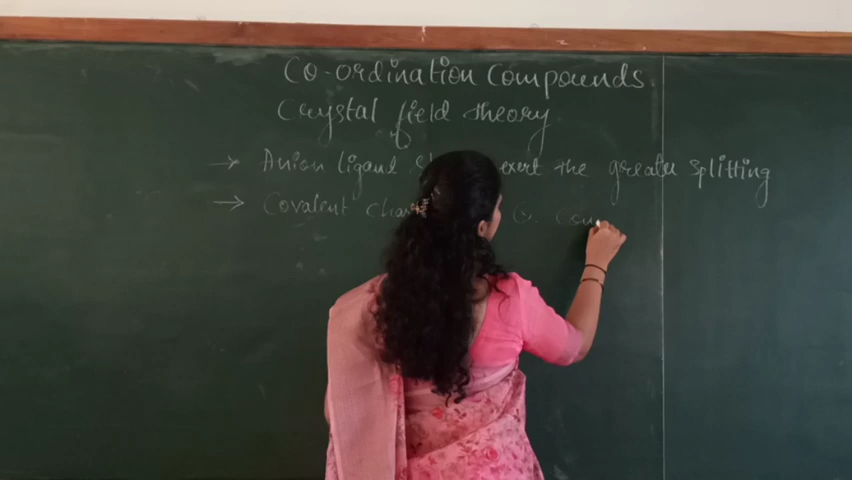 Co-ordination compounds
Crystal field theory
→ Anion ligand exert the greater splitting
→ Covalent